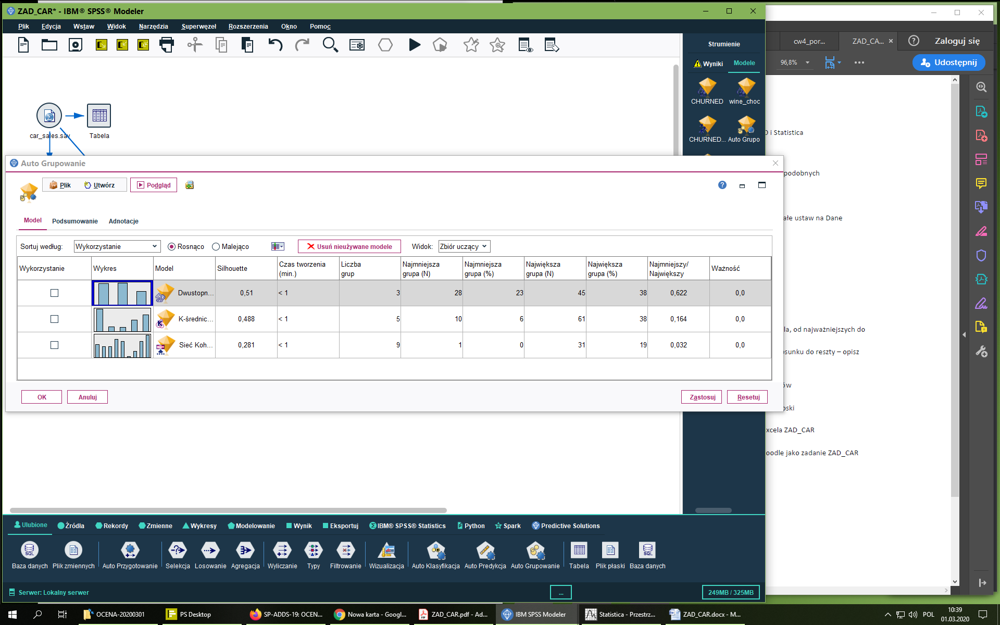 ZAD_CAR* - IBM® SPSS® Modeler
Plik Edycja Wstaw Widok Narzędzia Superwęzeł Rozszerzenia Okno Pomoc
car_sales.sav
Tabela
Strumienie
Wyniki Modele
CHURNED wine_choc
CHURNED... Auto Grupo
cw4_por... ZAD_CA... Zaloguj się
96,8% Udostępnij
i Statistica
podobnych
ustaw na Dane
la, od najważniejszych do
sunku do reszty – opisz
xcela ZAD_CAR
oodle jako zadanie ZAD_CAR
Auto Grupowanie
Plik Utwórz Podgląd
Model Podsumowanie Adnotacje
Sortuj według: Wykorzystanie Rosnąco Malejąco Usuń nieużywane modele Widok: Zbiór uczący
Wykorzystanie Wykres Model Silhouette Czas tworzenia (min.) Liczba grup Najmniejsza grupa (N) Najmniejsza grupa (%) Największa grupa (N) Największa grupa (%) Najmniejszy/ Największy Ważność
Dwustopn... 0,51 < 1 3 28 23 45 38 0,622 0,0
K-średnic... 0,488 < 1 5 10 6 61 38 0,164 0,0
Sieć Koh... 0,281 < 1 9 1 0 31 19 0,032 0,0
OK Anuluj Zastosuj Resetuj
Ulubione Źródła Rekordy Zmienne Wykresy Modelowanie Wynik Eksportuj IBM® SPSS® Statistics Python Spark Predictive Solutions
Baza danych Plik zmiennych Auto Przygotowanie Selekcja Losowanie Agregacja Wyliczanie Typy Filtrowanie Wizualizacja Auto Klasyfikacja Auto Predykcja Auto Grupowanie Tabela Plik płaski Baza danych
Serwer: Lokalny serwer ... 249MB / 325MB
OCENA-20200301 PS Desktop SP-ADDS-19: OCEN... Nowa karta - Googl... ZAD_CAR.pdf - Ad... IBM SPSS Modeler Statistica - Przestrz... ZAD_CAR.docx - M... POL 10:39
01.03.2020